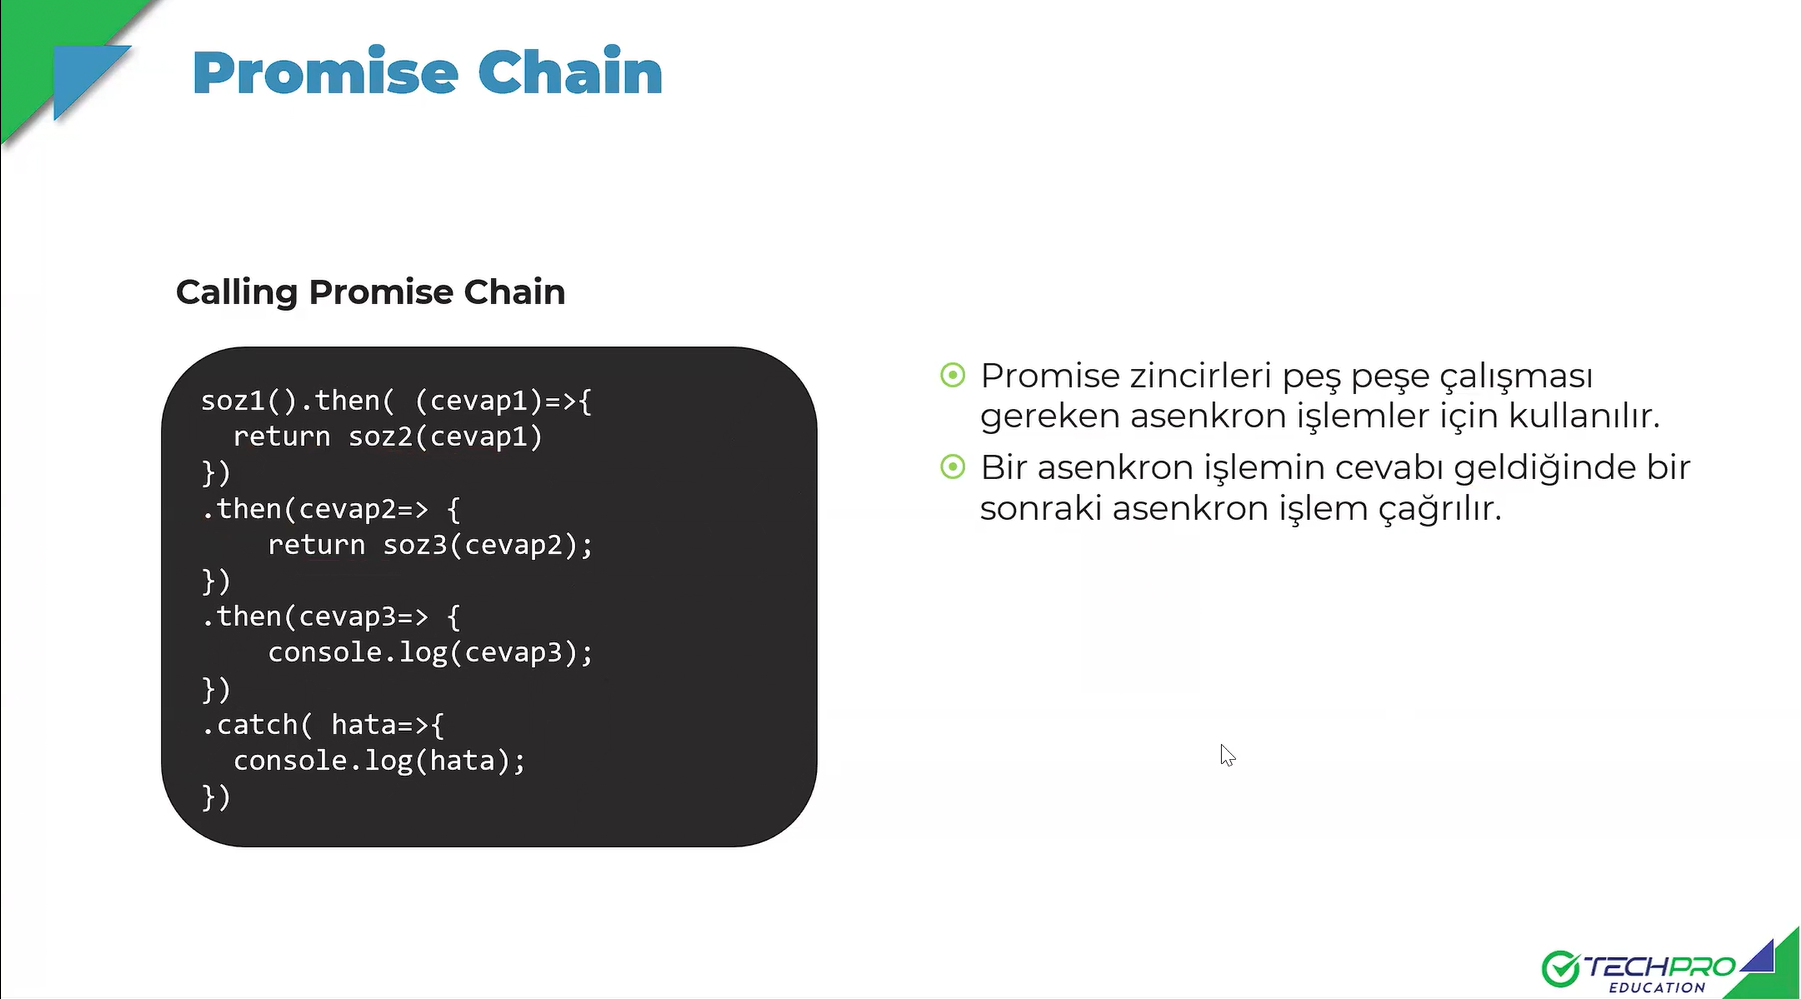 Promise Chain
Calling Promise Chain
soz1().then( (cevap1)=>{
  return soz2(cevap1)
})
.then(cevap2=> {
    return soz3(cevap2);
})
.then(cevap3=> {
    console.log(cevap3);
})
.catch( hata=>{
  console.log(hata);
})
Promise zincirleri peş peşe çalışması
gereken asenkron işlemler için kullanılır.
Bir asenkron işlemin cevabı geldiğinde bir
sonraki asenkron işlem çağrılır.
TECHPRO
EDUCATION